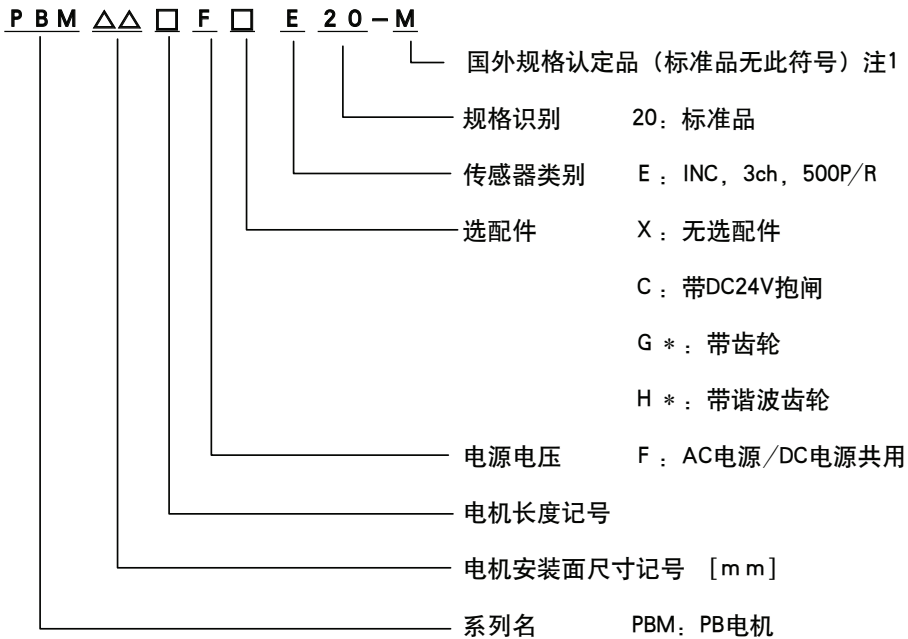 PBM △△ □ F □ E 20-M
国外规格认定品（标准品无此符号）注1
规格识别 20：标准品
传感器类别 E：INC，3ch，500P/R
选配件 X：无选配件
C：带DC24V抱闸
G＊：带齿轮
H＊：带谐波齿轮
电源电压 F：AC电源/DC电源共用
电机长度记号
电机安装面尺寸记号 [mm]
系列名 PBM：PB电机